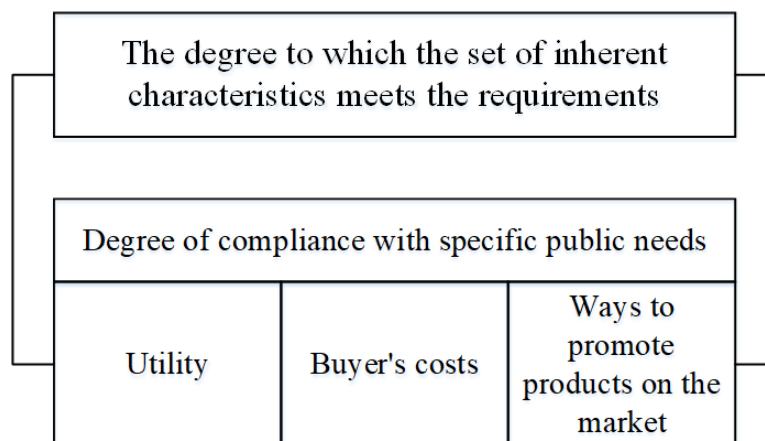 The degree to which the set of inherent
characteristics meets the requirements
Degree of compliance with specific public needs
Utility
Buyer's costs
Ways to
promote
products on the
market